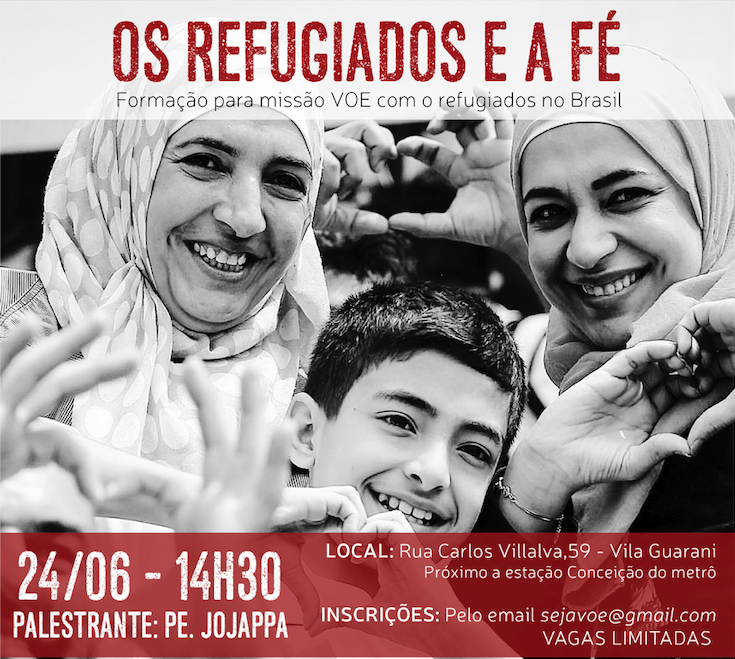 OS REFUGIADOS E A FÉ
Formação para missão VOE com o refugiados no Brasil
24/06 - 14H30
PALESTRANTE: PE. JOJAPPA
LOCAL: Rua Carlos Villalva,59 - Vila Guarani
Próximo a estação Conceição do metrô
INSCRIÇÕES: Pelo email sejavoe@gmail.com
VAGAS LIMITADAS